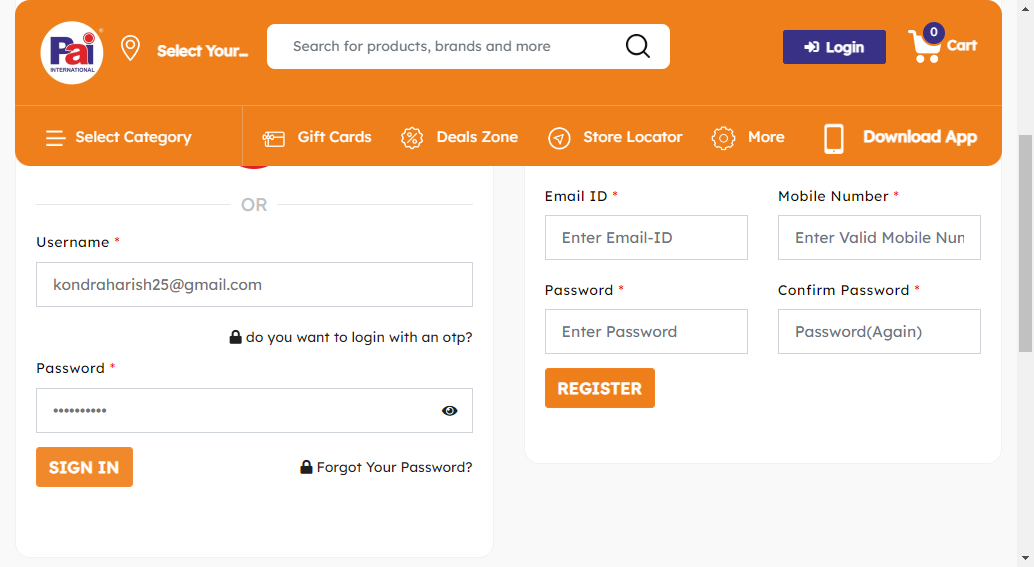 Pai
INTERNATIONAL
Select Your...
Search for products, brands and more
Login
0
Cart
Select Category
Gift Cards
Deals Zone
Store Locator
More
Download App
OR
Username *
kondraharish25@gmail.com
do you want to login with an otp?
Password *
••••••••••
SIGN IN
Forgot Your Password?
Email ID *
Mobile Number *
Enter Email-ID
Enter Valid Mobile Num
Password *
Confirm Password *
Enter Password
Password(Again)
REGISTER